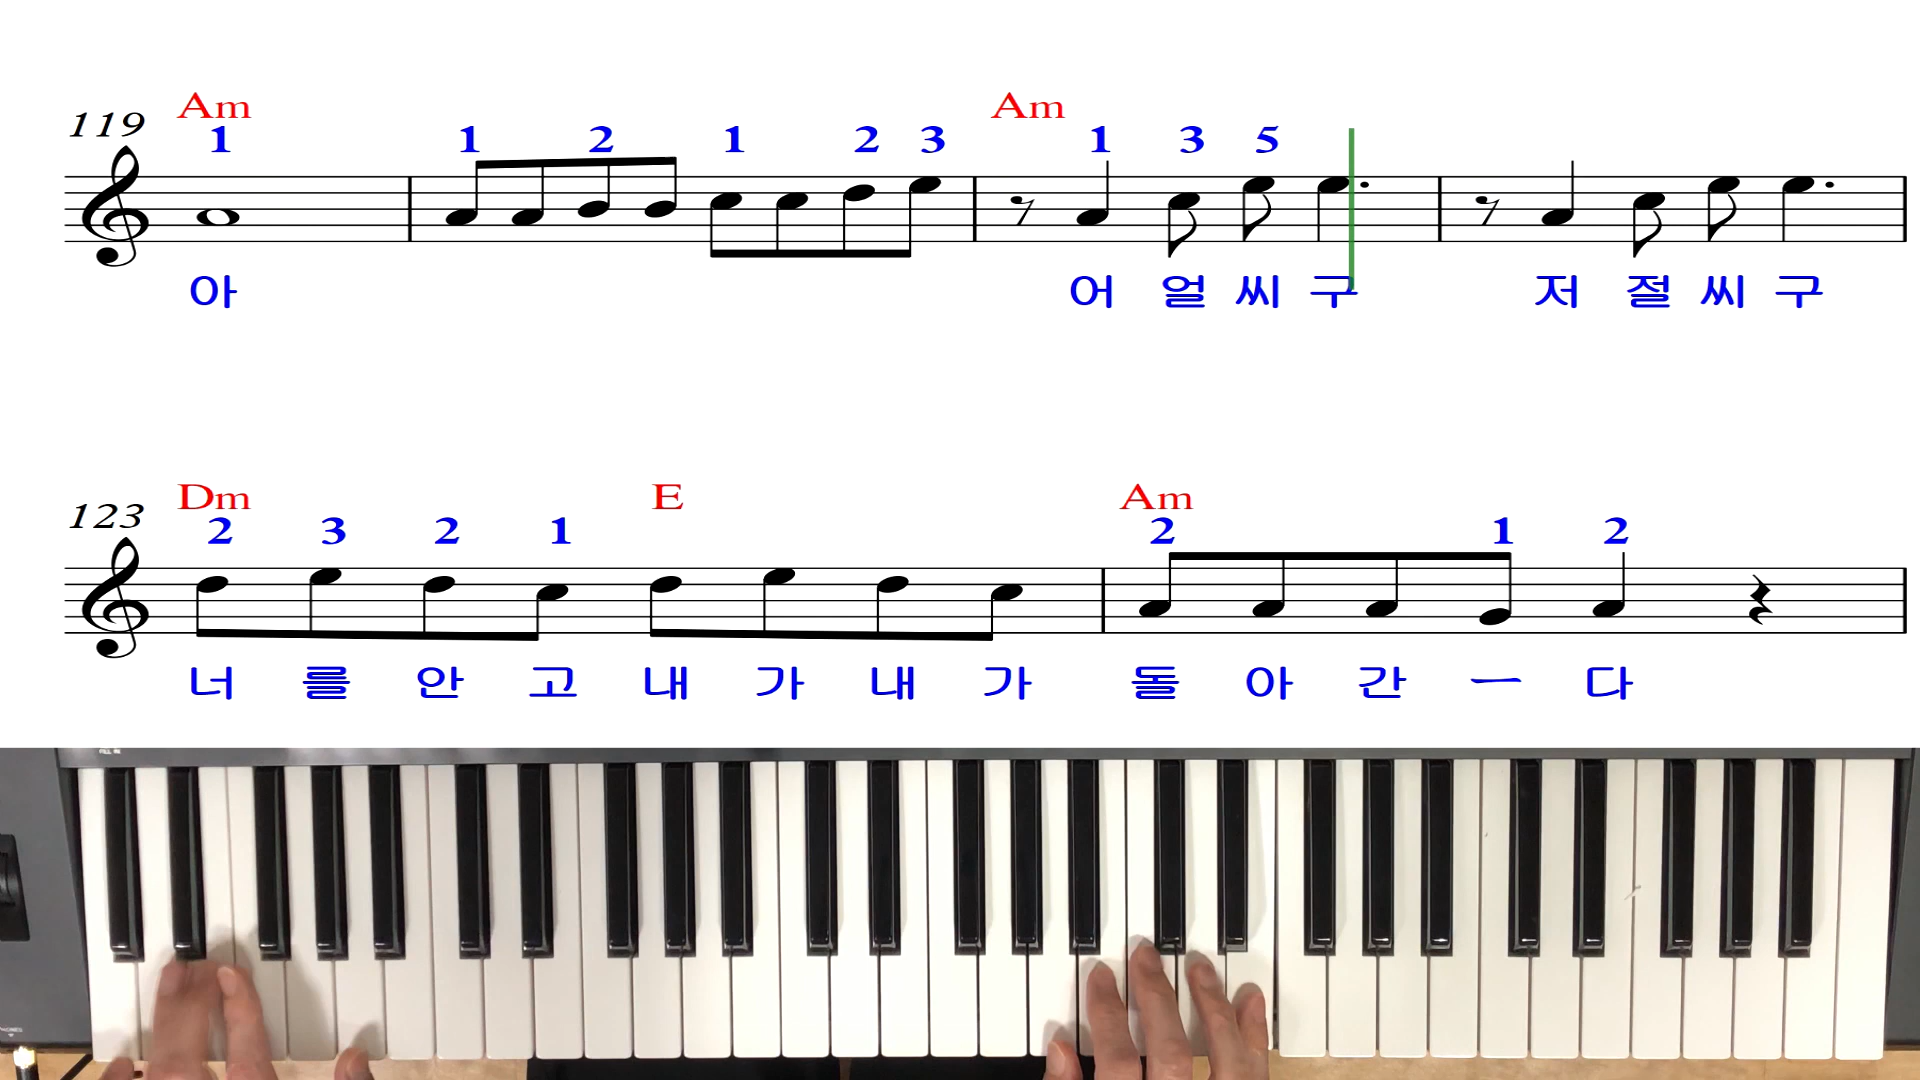 Am Am
119 1 1 2 1 2 3 1 3 5
아 어 얼 씨 구 저 절 씨 구
Dm E Am
123 2 3 2 1 2 1 2
너 를 안 고 내 가 내 가 돌 아 간 ㅡ 다